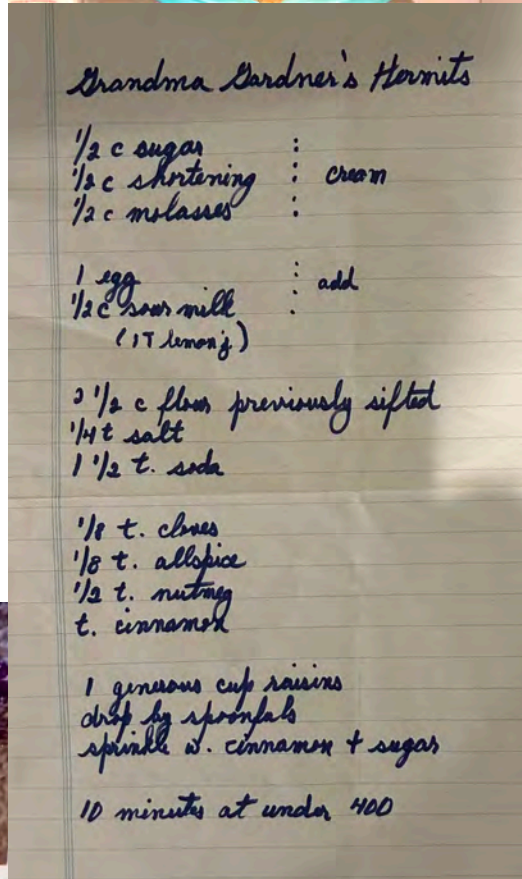 Grandma Gardner's Hermits
1/2 c sugar :
1/2 c shortening : cream
1/2 c molasses :
1 egg : add
1/2 c sour milk :
(1T lemon j.)
2 1/2 c flour previously sifted
1/4 t salt
1 1/2 t. soda
1/8 t. cloves
1/8 t. allspice
1/2 t. nutmeg
t. cinnamon
1 generous cup raisins
drop by spoonfuls
sprinkle w. cinnamon + sugar
10 minutes at under 400